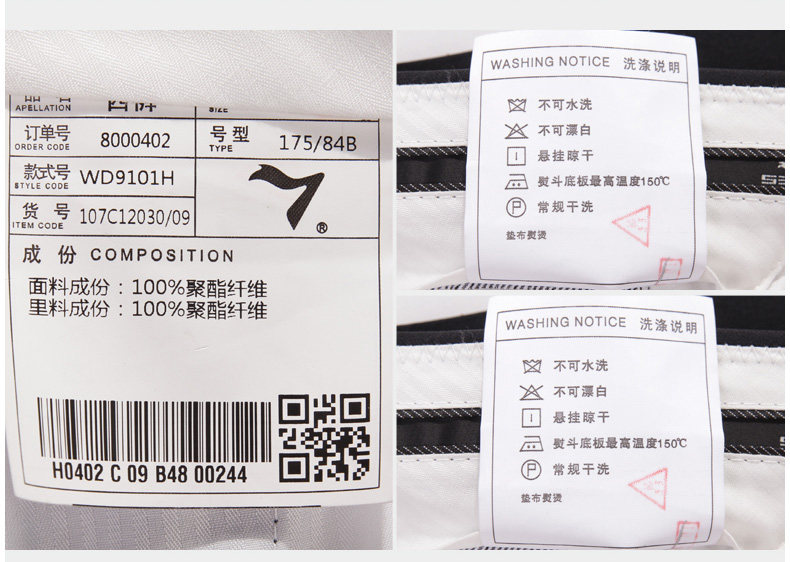 APELLATION
SIZE
订单号 8000402 号型 175/84B
ORDER CODE TYPE
款式号 WD9101H
STYLE CODE
货号 107C12030/09
ITEM CODE
®
成份 COMPOSITION
面料成份：100%聚酯纤维
里料成份：100%聚酯纤维
H0402 C 09 B48 00244
WASHING NOTICE 洗涤说明
不可水洗
不可漂白
悬挂晾干
熨斗底板最高温度150℃
P 常规干洗
垫布熨烫
WASHING NOTICE 洗涤说明
不可水洗
不可漂白
悬挂晾干
熨斗底板最高温度150℃
P 常规干洗
垫布熨烫